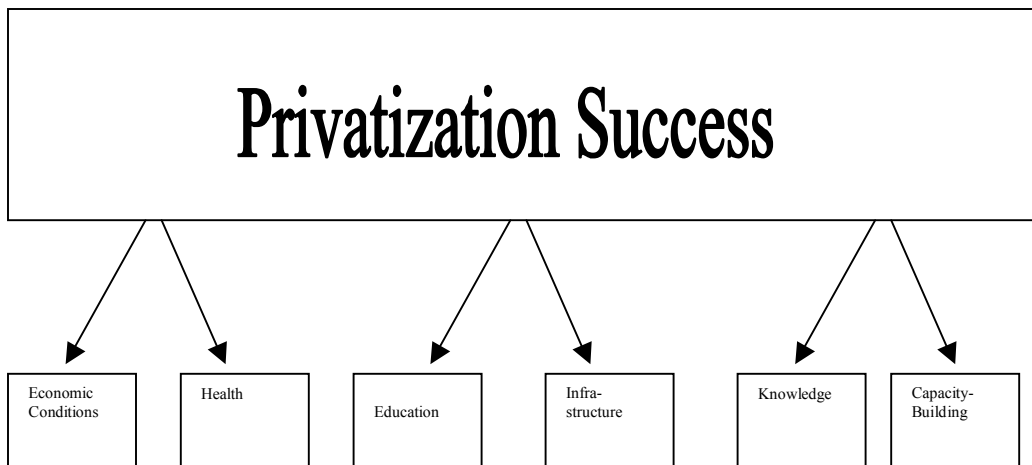 Privatization Success
Economic
Conditions
Health
Education
Infra-
structure
Knowledge
Capacity-
Building